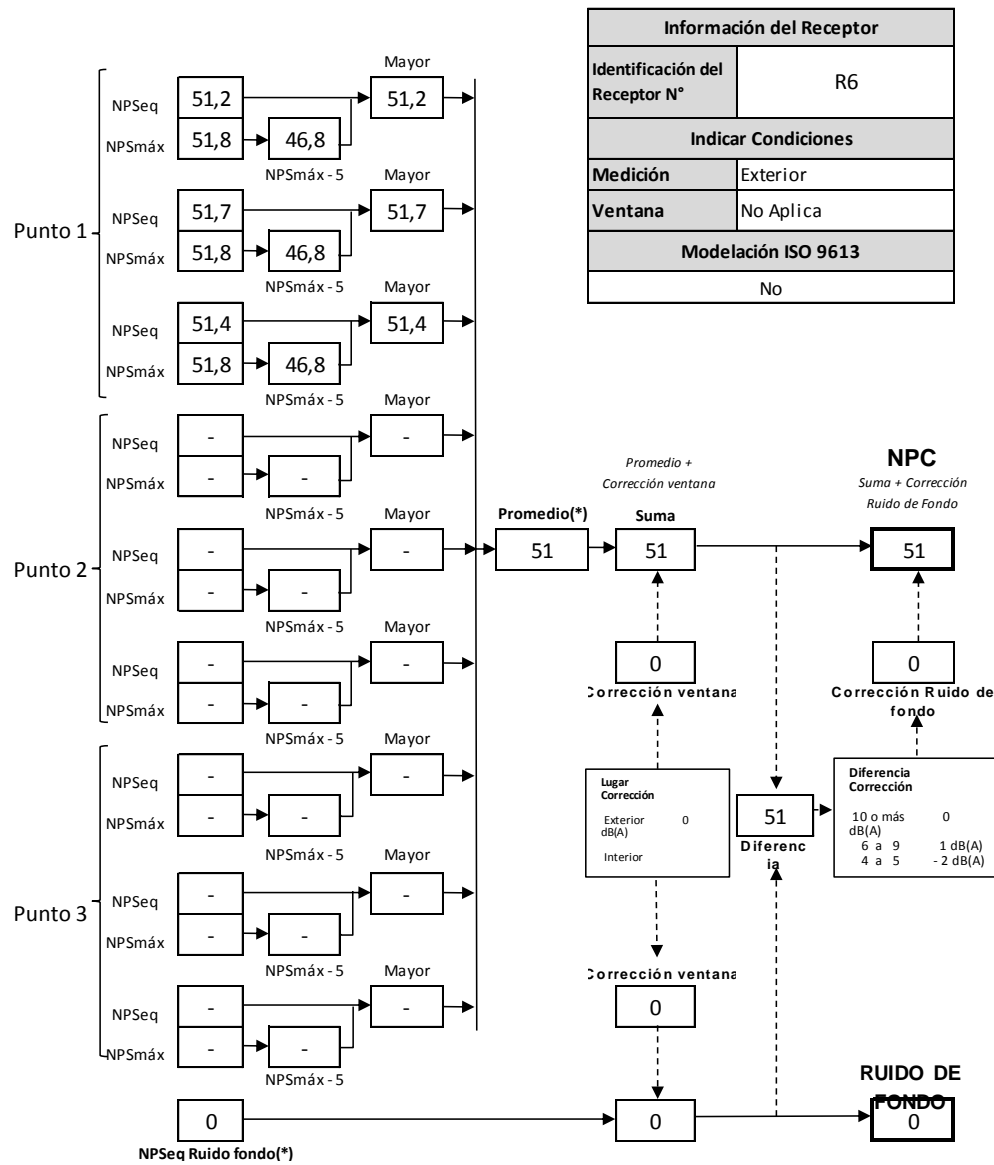 Información del Receptor
Identificación del Receptor N°
R6
Indicar Condiciones
Medición
Exterior
Ventana
No Aplica
Modelación ISO 9613
No
Punto 1
Mayor
NPSeq
51,2
51,2
NPSmáx
51,8
46,8
NPSmáx - 5
Mayor
NPSeq
51,7
51,7
NPSmáx
51,8
46,8
NPSmáx - 5
Mayor
NPSeq
51,4
51,4
NPSmáx
51,8
46,8
NPSmáx - 5
Punto 2
Mayor
NPSeq
-
-
NPSmáx
-
-
NPSmáx - 5
Mayor
NPSeq
-
-
NPSmáx
-
-
NPSmáx - 5
Mayor
NPSeq
-
-
NPSmáx
-
-
NPSmáx - 5
Punto 3
Mayor
NPSeq
-
-
NPSmáx
-
-
NPSmáx - 5
Mayor
NPSeq
-
-
NPSmáx
-
-
NPSmáx - 5
Mayor
NPSeq
-
-
NPSmáx
-
-
NPSmáx - 5
Promedio(*)
51
Promedio +
Corrección ventana
Suma
51
NPC
Suma + Corrección
Ruido de Fondo
51
0
Corrección ventana
0
Corrección Ruido de
fondo
Lugar
Corrección
Exterior 0
dB(A)
Interior
51
Diferenc
ia
Diferencia
Corrección
10 o más 0
dB(A)
6 a 9 1 dB(A)
4 a 5 - 2 dB(A)
Corrección ventana
0
0
NPSeq Ruido fondo(*)
0
RUIDO DE
FONDO
0